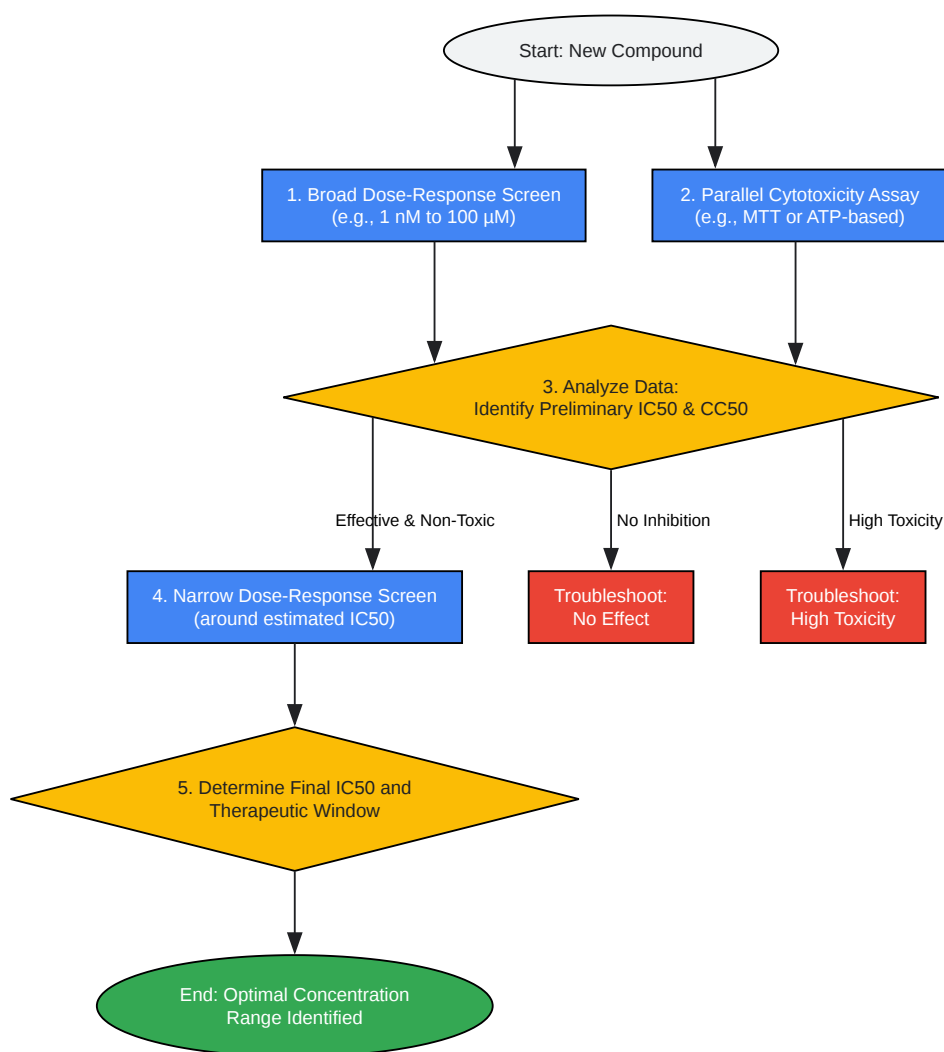 Start: New Compound
1. Broad Dose-Response Screen
(e.g., 1 nM to 100 µM)
2. Parallel Cytotoxicity Assay
(e.g., MTT or ATP-based)
3. Analyze Data:
Identify Preliminary IC50 & CC50
Effective & Non-Toxic
No Inhibition
High Toxicity
4. Narrow Dose-Response Screen
(around estimated IC50)
Troubleshoot:
No Effect
Troubleshoot:
High Toxicity
5. Determine Final IC50 and
Therapeutic Window
End: Optimal Concentration
Range Identified